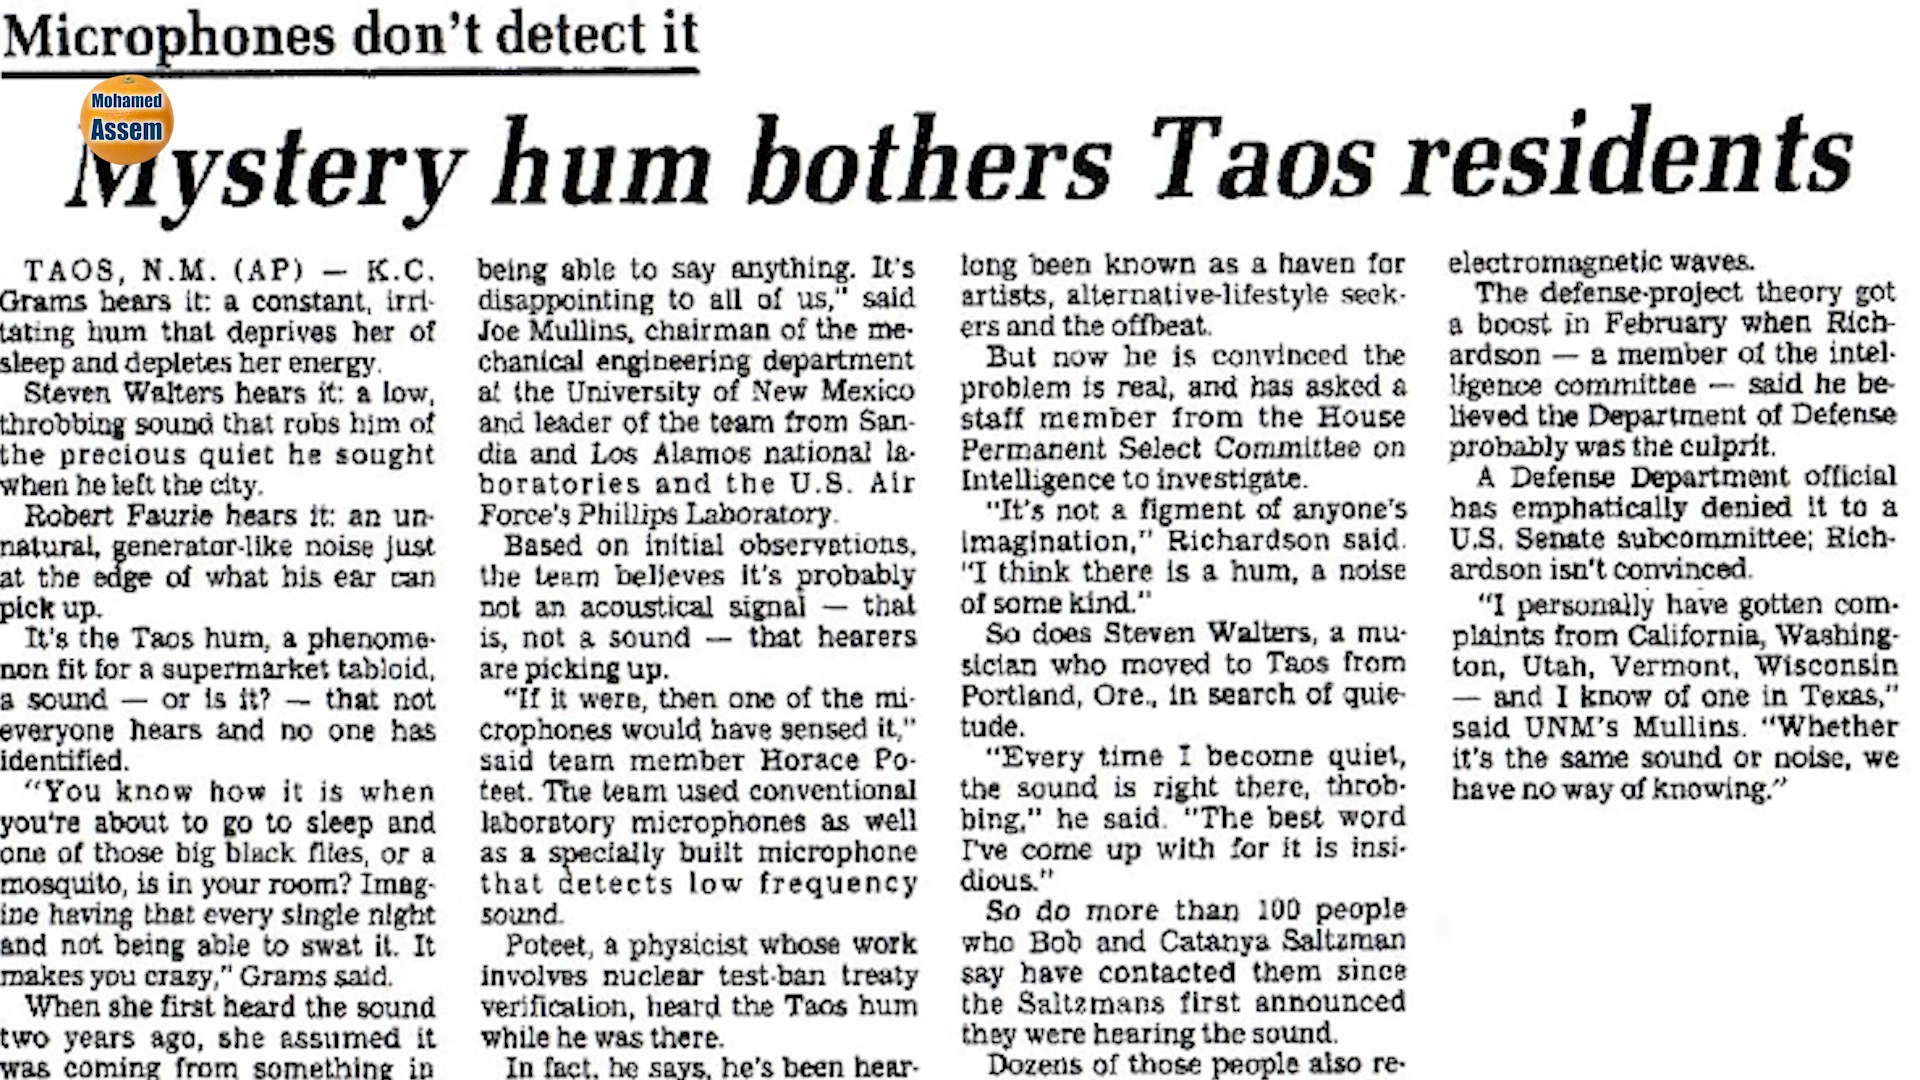 Microphones don't detect it
Mohamed
Assem
Mystery hum bothers Taos residents
TAOS, N.M. (AP) — K.C.
Grams hears it: a constant, irri-
tating hum that deprives her of
sleep and depletes her energy.
Steven Walters hears it: a low,
throbbing sound that robs him of
the precious quiet he sought
when he left the city.
Robert Faurie hears it: an un-
natural, generator-like noise just
at the edge of what his ear can
pick up.
It's the Taos hum, a phenome-
non fit for a supermarket tabloid,
a sound — or is it? — that not
everyone hears and no one has
identified.
"You know how it is when
you're about to go to sleep and
one of those big black flies, or a
mosquito, is in your room? Imag-
ine having that every single night
and not being able to swat it. It
makes you crazy," Grams said.
When she first heard the sound
two years ago, she assumed it
was coming from something in
being able to say anything. It's
disappointing to all of us," said
Joe Mullins, chairman of the me-
chanical engineering department
at the University of New Mexico
and leader of the team from San-
dia and Los Alamos national la-
boratories and the U.S. Air
Force's Phillips Laboratory.
Based on initial observations,
the team believes it's probably
not an acoustical signal — that
is, not a sound — that hearers
are picking up.
"If it were, then one of the mi-
crophones would have sensed it,"
said team member Horace Po-
teet. The team used conventional
laboratory microphones as well
as a specially built microphone
that detects low frequency
sound.
Poteet, a physicist whose work
involves nuclear test-ban treaty
verification, heard the Taos hum
while he was there.
In fact, he says, he's been hear-
long been known as a haven for
artists, alternative-lifestyle seek-
ers and the offbeat.
But now he is convinced the
problem is real, and has asked a
staff member from the House
Permanent Select Committee on
Intelligence to investigate.
"It's not a figment of anyone's
imagination," Richardson said.
"I think there is a hum, a noise
of some kind."
So does Steven Walters, a mu-
sician who moved to Taos from
Portland, Ore., in search of quie-
tude.
"Every time I become quiet,
the sound is right there, throb-
bing," he said. "The best word
I've come up with for it is insi-
dious."
So do more than 100 people
who Bob and Catanya Saltzman
say have contacted them since
the Saltzmans first announced
they were hearing the sound.
Dozens of those people also re-
electromagnetic waves.
The defense-project theory got
a boost in February when Rich-
ardson — a member of the intel-
ligence committee — said he be-
lieved the Department of Defense
probably was the culprit.
A Defense Department official
has emphatically denied it to a
U.S. Senate subcommittee; Rich-
ardson isn't convinced.
"I personally have gotten com-
plaints from California, Washing-
ton, Utah, Vermont, Wisconsin
— and I know of one in Texas,"
said UNM's Mullins. "Whether
it's the same sound or noise, we
have no way of knowing."